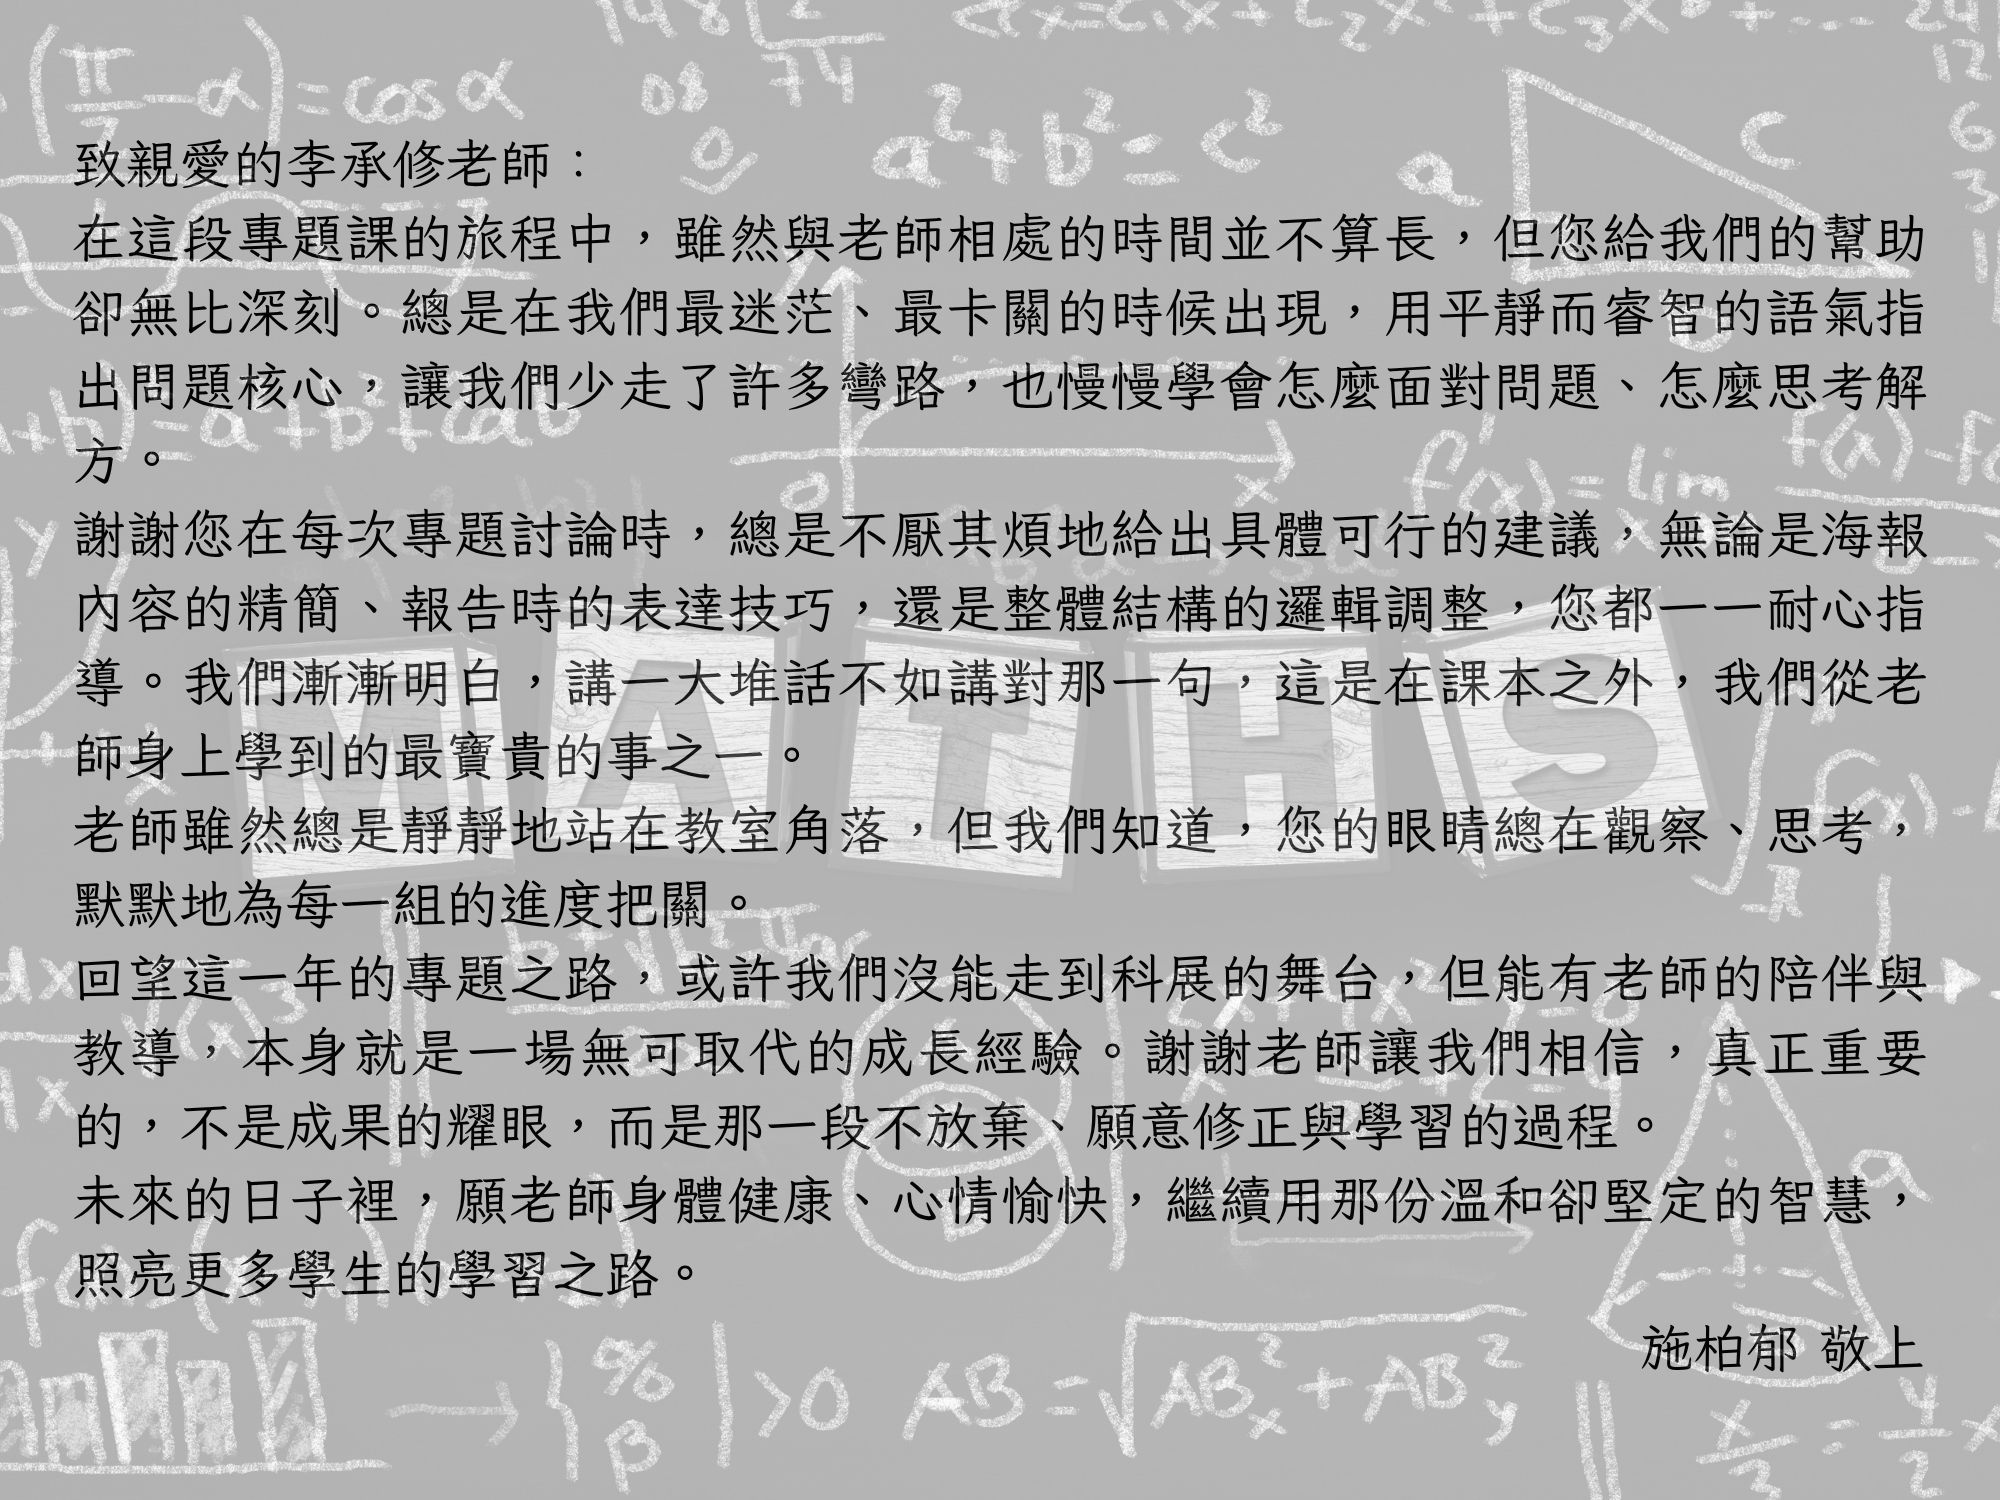 致親愛的李承修老師：
在這段專題課的旅程中，雖然與老師相處的時間並不算長，但您給我們的幫助
卻無比深刻。總是在我們最迷茫、最卡關的時候出現，用平靜而睿智的語氣指
出問題核心，讓我們少走了許多彎路，也慢慢學會怎麼面對問題、怎麼思考解
方。
謝謝您在每次專題討論時，總是不厭其煩地給出具體可行的建議，無論是海報
內容的精簡、報告時的表達技巧，還是整體結構的邏輯調整，您都一一耐心指
導。我們漸漸明白，講一大堆話不如講對那一句，這是在課本之外，我們從老
師身上學到的最寶貴的事之一。
老師雖然總是靜靜地站在教室角落，但我們知道，您的眼睛總在觀察、思考，
默默地為每一組的進度把關。
回望這一年的專題之路，或許我們沒能走到科展的舞台，但能有老師的陪伴與
教導，本身就是一場無可取代的成長經驗。謝謝老師讓我們相信，真正重要
的，不是成果的耀眼，而是那一段不放棄、願意修正與學習的過程。
未來的日子裡，願老師身體健康、心情愉快，繼續用那份溫和卻堅定的智慧，
照亮更多學生的學習之路。
施柏郁 敬上
MATHS
a²+b²=c²